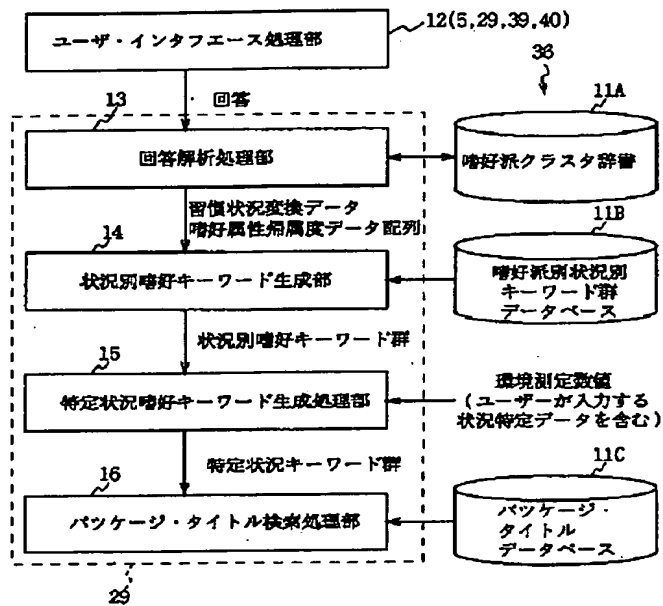 12(5,29,39,40)
ユーザ・インタフエース処理部
36
13
回答
11A
回答解析処理部
嗜好派クラスタ辞書
習慣状況変換データ
嗜好属性帰属度データ配列
14
11B
状況別嗜好キーワード生成部
嗜好派別状況別
キーワード群
データベース
状況別嗜好キーワード群
15
特定状況嗜好キーワード生成処理部
環境測定数値
(ユーザーが入力する
状況特定データを含む)
特定状況キーワード群
16
11C
パツケージ・タイトル検索処理部
パツケージ・
タイトル
データベース
29